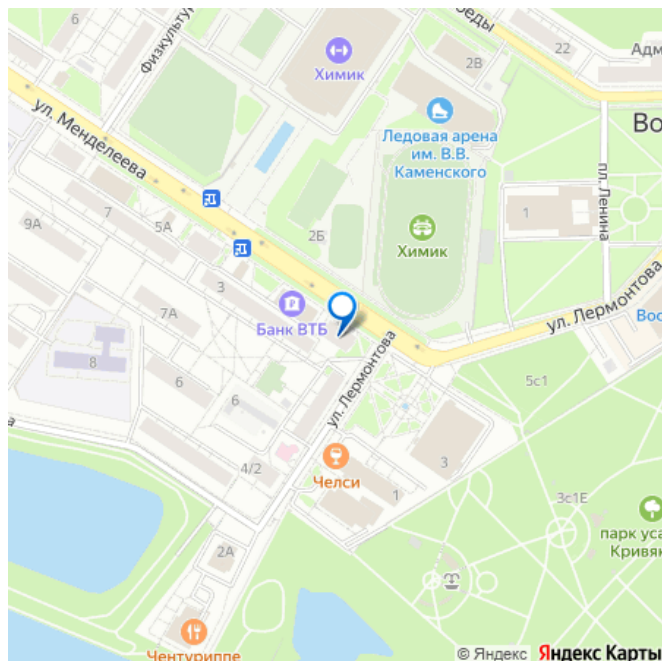 6
Физкульту
еды
22
Адм
Химик
2В
Ледовая арена
им. В.В.
Каменского
Во
ул. Менделеева
пл. Ленина
7
5А
9А
2Б
1
Химик
3
ул. Лермонтова
Вос
Банк ВТБ
7А
ул. Лермонтова
8
6
6
5с1
а
4/2
3
Челси
1
3с1Е
парк уса
Кривяк
2А
Чентуриппе
© Яндекс Яндекс Карты